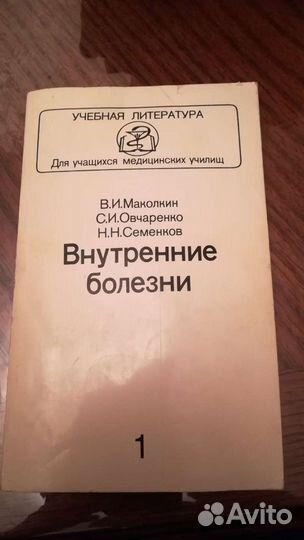 УЧЕБНАЯ ЛИТЕРАТУРА
Для учащихся медицинских училищ
В.И.Маколкин
С.И.Овчаренко
Н.Н.Семенков
Внутренние
болезни
1
Avito